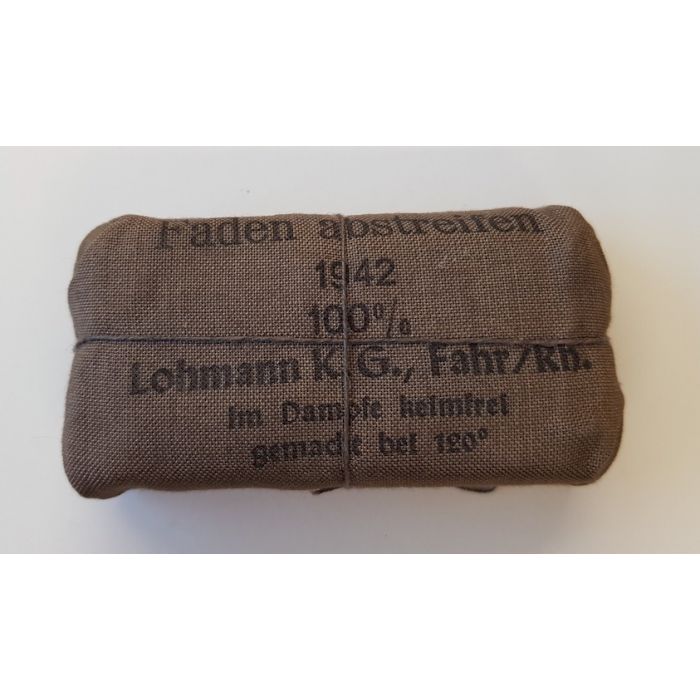 Faden abstreifen
1942
100%
Lohmann K.G., Fahr/Rh.
im Dampfe keimfrei
gemacht bei 120°